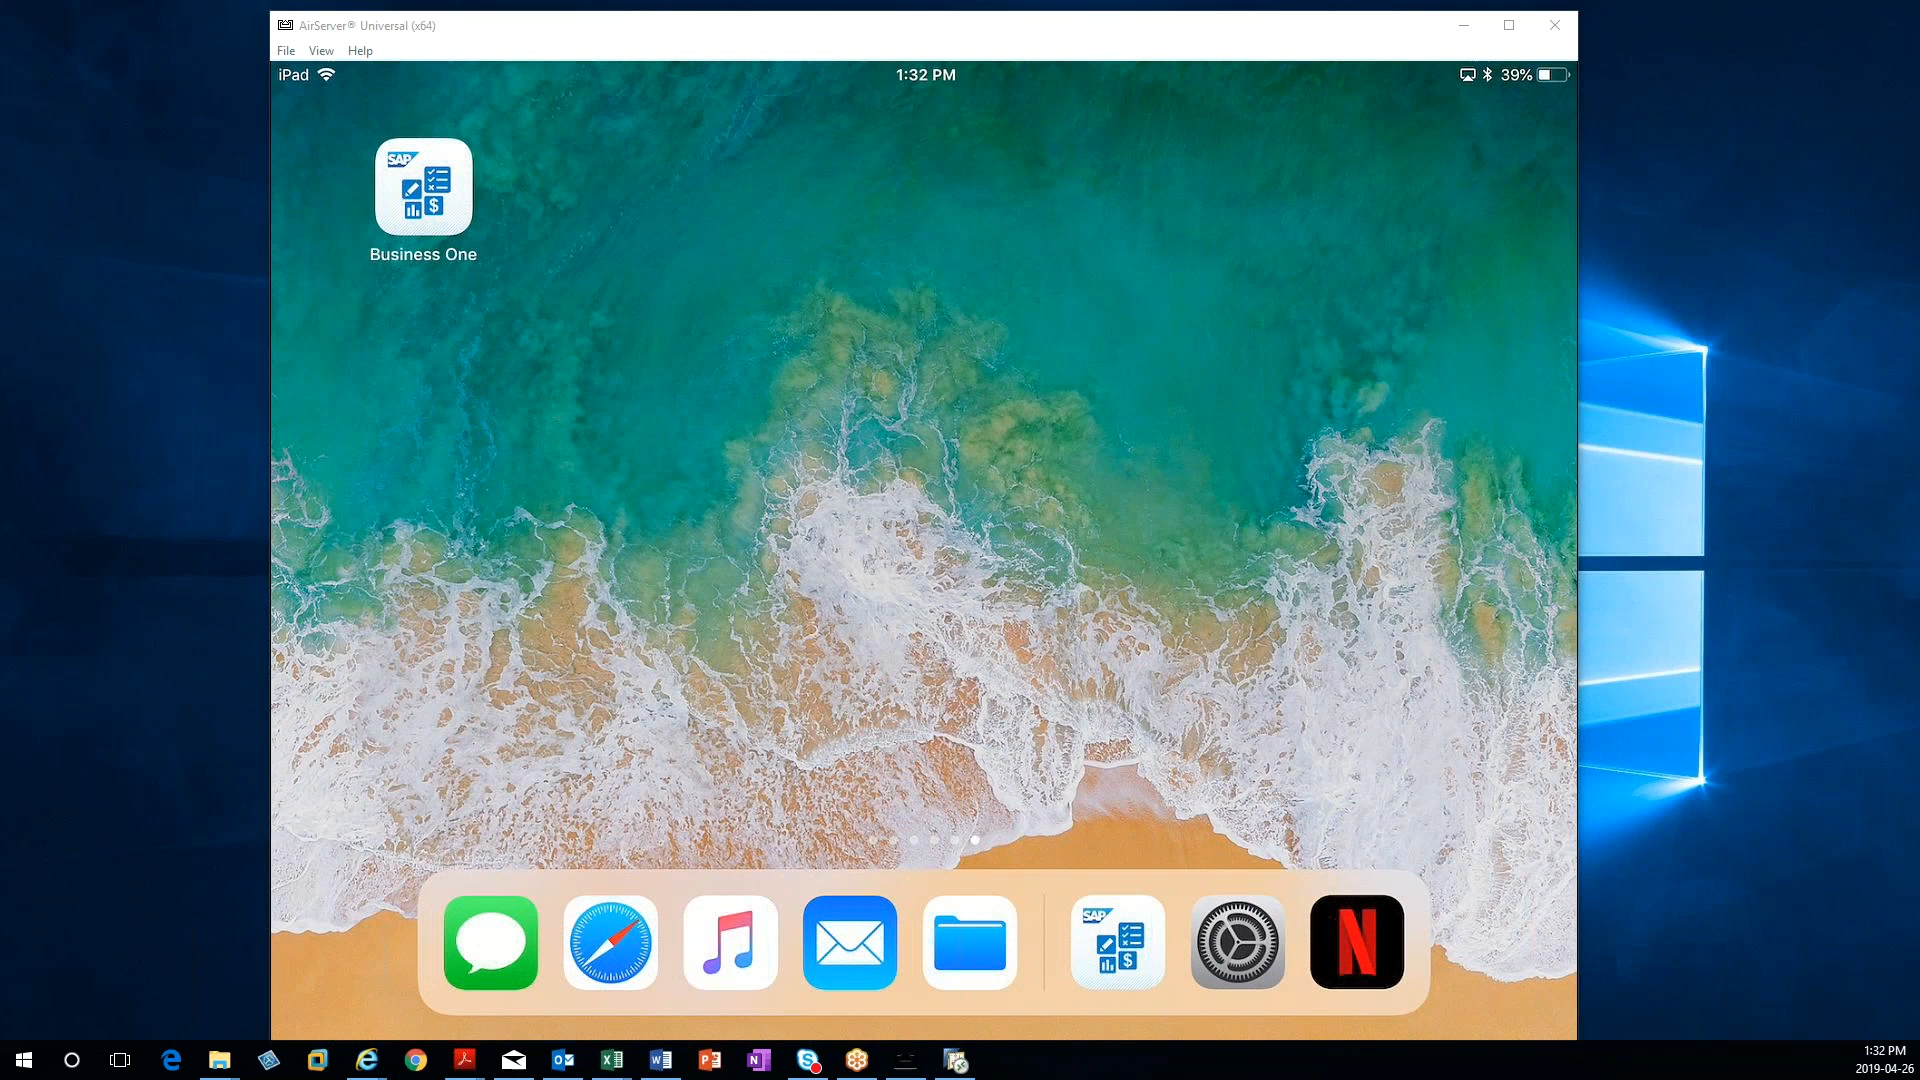 AirServer® Universal (x64)
File View Help
iPad
1:32 PM
39%
SAP
$
Business One
SAP
$
N
1:32 PM
2019-04-26